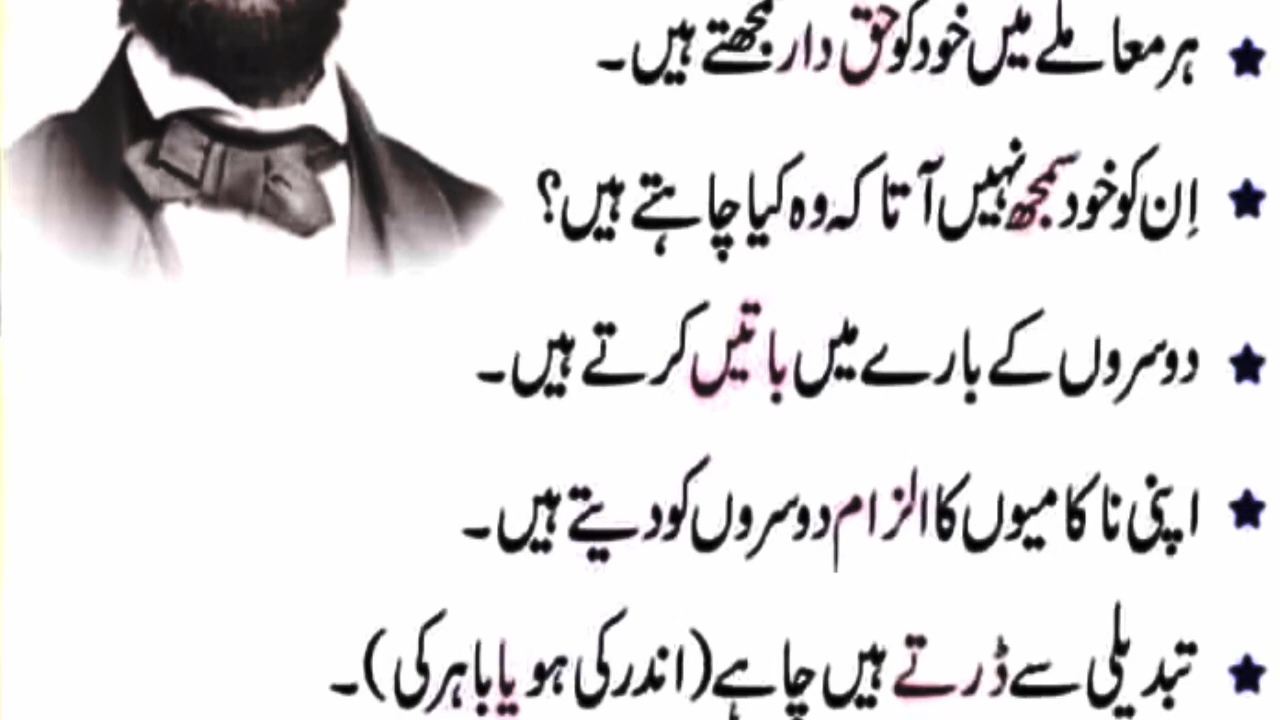 ہر معاملے میں خود کو حق دار سمجھتے ہیں۔
اِن کو خود سمجھ نہیں آتا کہ وہ کیا چاہتے ہیں؟
دوسروں کے بارے میں باتیں کرتے ہیں۔
اپنی ناکامیوں کا الزام دوسروں کو دیتے ہیں۔
تبدیلی سے ڈرتے ہیں چاہے (اندر کی ہو یا باہر کی)۔